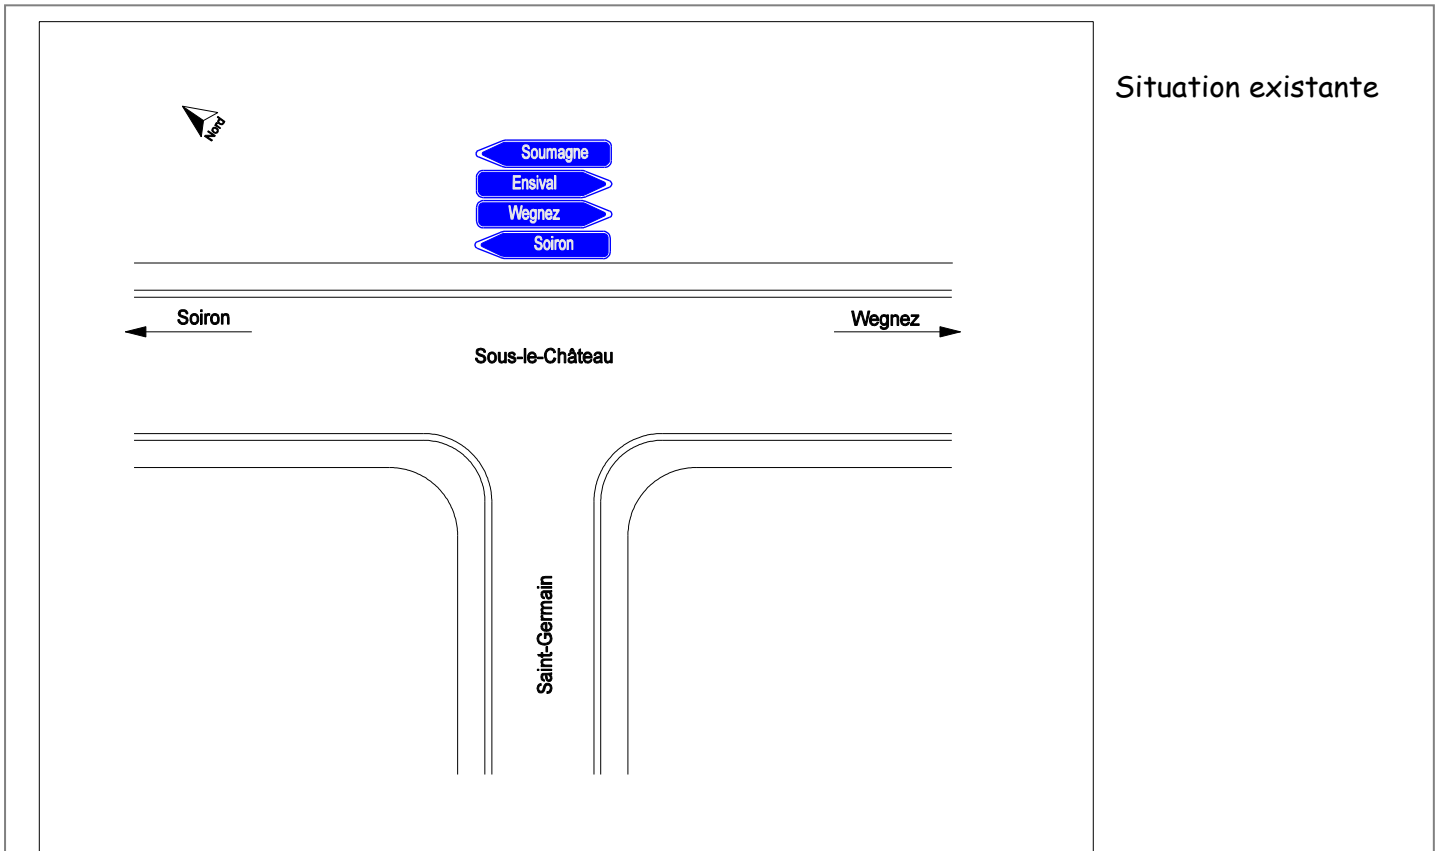 Situation existante
Nord
Soumagne
Ensival
Wegnez
Soiron
Soiron
Wegnez
Sous-le-Château
Saint-Germain